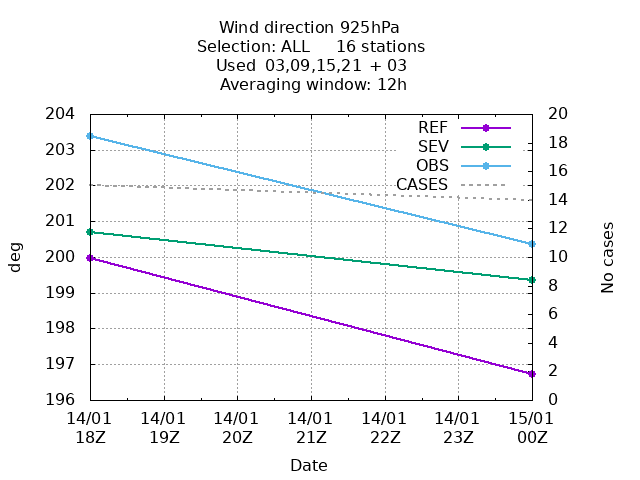 Wind direction 925hPa
Selection: ALL     16 stations
Used  03,09,15,21 + 03
Averaging window: 12h
204
203
202
201
200
199
198
197
196
deg
20
18
16
14
12
10
8
6
4
2
0
No cases
REF
SEV
OBS
CASES
14/01 14/01 14/01 14/01 14/01 14/01 15/01
18Z 19Z 20Z 21Z 22Z 23Z 00Z
Date